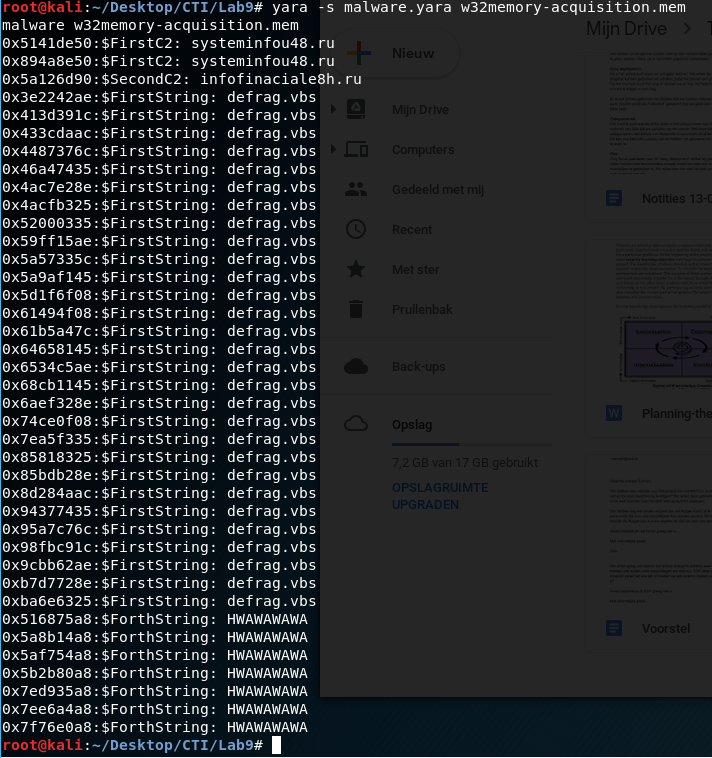 root@kali:~/Desktop/CTI/Lab9# yara -s malware.yara w32memory-acquisition.mem
malware w32memory-acquisition.mem
0x5141de50:$FirstC2: systeminfou48.ru
0x894a8e50:$FirstC2: systeminfou48.ru
0x5a126d90:$SecondC2: infofinaciale8h.ru
0x3e2242ae:$FirstString: defrag.vbs
0x413d391c:$FirstString: defrag.vbs
0x433cdaac:$FirstString: defrag.vbs
0x4487376c:$FirstString: defrag.vbs
0x46a47435:$FirstString: defrag.vbs
0x4ac7e28e:$FirstString: defrag.vbs
0x4acfb325:$FirstString: defrag.vbs
0x52000335:$FirstString: defrag.vbs
0x59ff15ae:$FirstString: defrag.vbs
0x5a57335c:$FirstString: defrag.vbs
0x5a9af145:$FirstString: defrag.vbs
0x5d1f6f08:$FirstString: defrag.vbs
0x61494f08:$FirstString: defrag.vbs
0x61b5a47c:$FirstString: defrag.vbs
0x64658145:$FirstString: defrag.vbs
0x6534c5ae:$FirstString: defrag.vbs
0x68cb1145:$FirstString: defrag.vbs
0x6aef328e:$FirstString: defrag.vbs
0x74ce0f08:$FirstString: defrag.vbs
0x7ea5f335:$FirstString: defrag.vbs
0x85818325:$FirstString: defrag.vbs
0x85bdb28e:$FirstString: defrag.vbs
0x8d284aac:$FirstString: defrag.vbs
0x94377435:$FirstString: defrag.vbs
0x95a7c76c:$FirstString: defrag.vbs
0x98fbc91c:$FirstString: defrag.vbs
0x9cbb62ae:$FirstString: defrag.vbs
0xb7d7728e:$FirstString: defrag.vbs
0xba6e6325:$FirstString: defrag.vbs
0x516875a8:$ForthString: HWAWAWAWA
0x5a8b14a8:$ForthString: HWAWAWAWA
0x5af754a8:$ForthString: HWAWAWAWA
0x5b2b80a8:$ForthString: HWAWAWAWA
0x7ed935a8:$ForthString: HWAWAWAWA
0x7ee6a4a8:$ForthString: HWAWAWAWA
0x7f76e0a8:$ForthString: HWAWAWAWA
root@kali:~/Desktop/CTI/Lab9#
Mijn Drive
Nieuw
Mijn Drive
Computers
Gedeeld met mij
Recent
Met ster
Prullenbak
Back-ups
Opslag
7,2 GB van 17 GB gebruikt
OPSLAGRUIMTE
UPGRADEN
Notities 13-
Planning-the
Voorstel